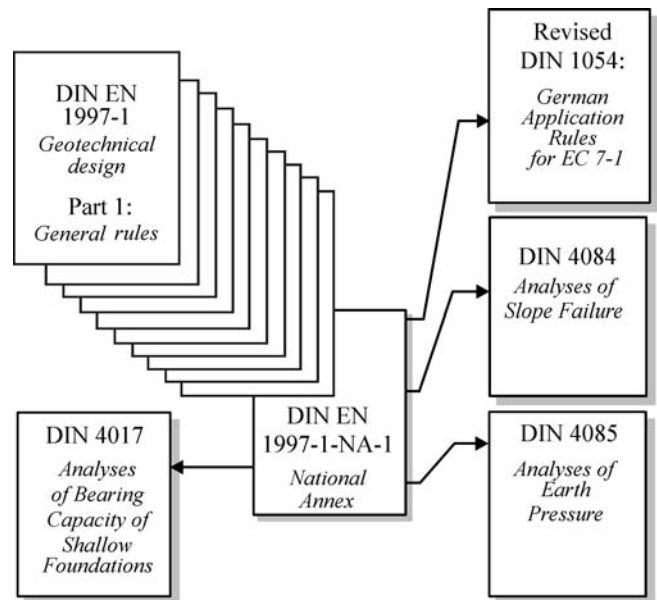 DIN EN
1997-1
Geotechnical
design
Part 1:
General rules
Revised
DIN 1054:
German
Application
Rules
for EC 7-1
DIN 4084
Analyses of
Slope Failure
DIN EN
1997-1-NA-1
National
Annex
DIN 4017
Analyses
of Bearing
Capacity of
Shallow
Foundations
DIN 4085
Analyses of
Earth
Pressure